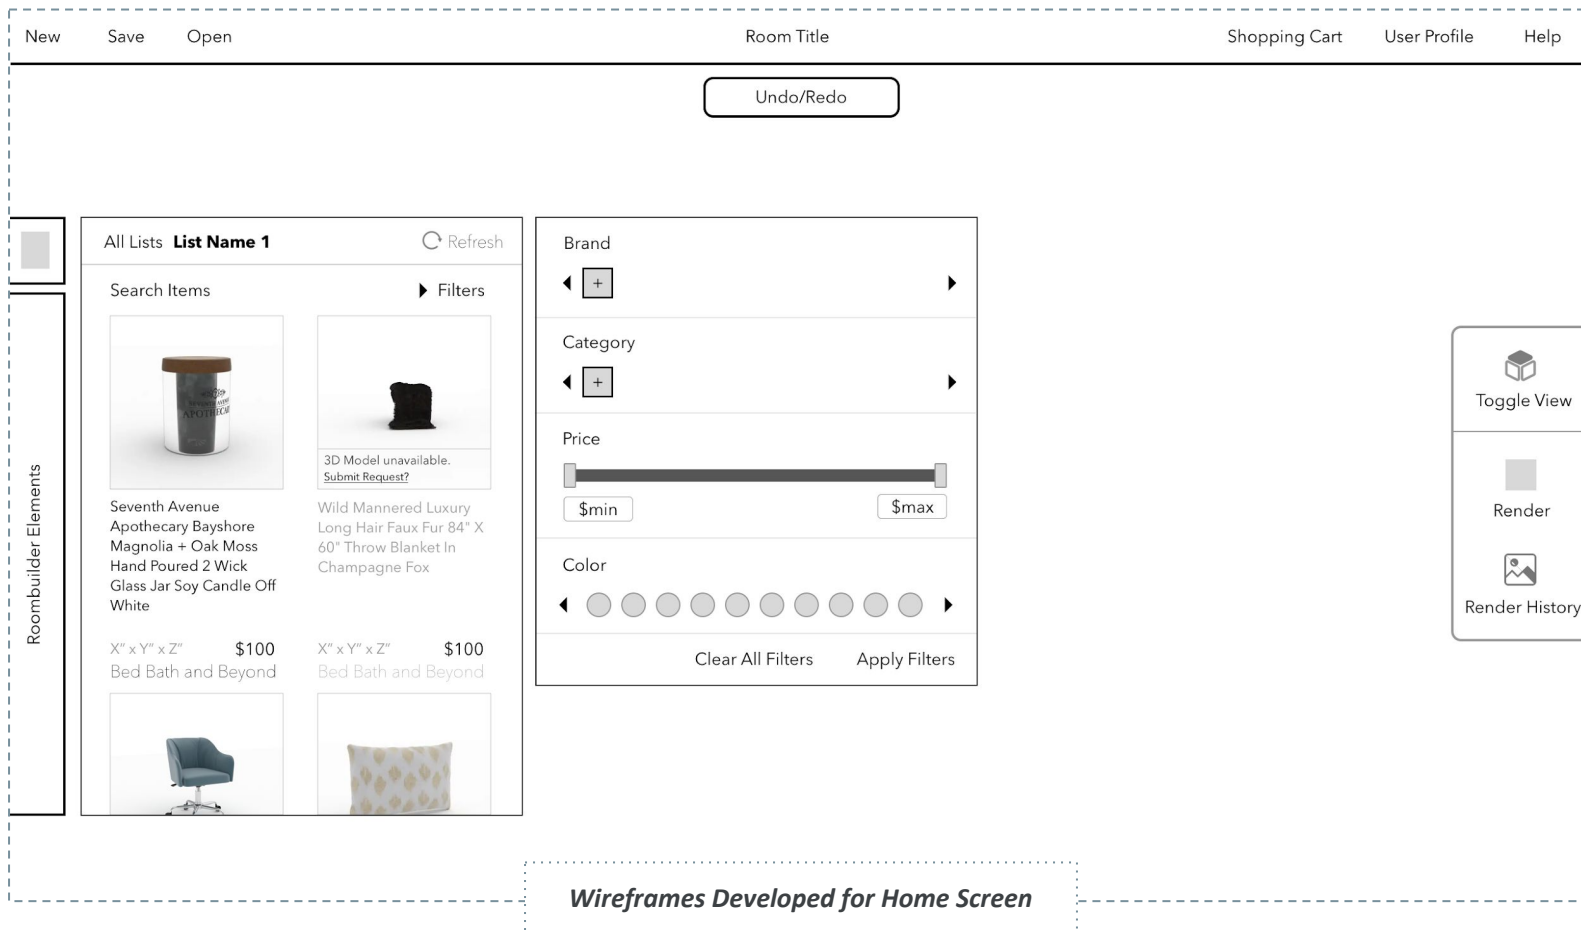 New Save Open Room Title Shopping Cart User Profile Help
Undo/Redo
All Lists List Name 1 Refresh
Search Items Filters
APOTHECAR
3D Model unavailable.
Submit Request?
Seventh Avenue
Apothecary Bayshore
Magnolia + Oak Moss
Hand Poured 2 Wick
Glass Jar Soy Candle Off
White
X" x Y" x Z" $100
Bed Bath and Beyond
Wild Mannered Luxury
Long Hair Faux Fur 84" X
60" Throw Blanket In
Champagne Fox
X" x Y" x Z" $100
Bed Bath and Beyond
Roombuilder Elements
Brand
+
Category
+
Price
$min $max
Color
Clear All Filters Apply Filters
Toggle View
Render
Render History
Wireframes Developed for Home Screen